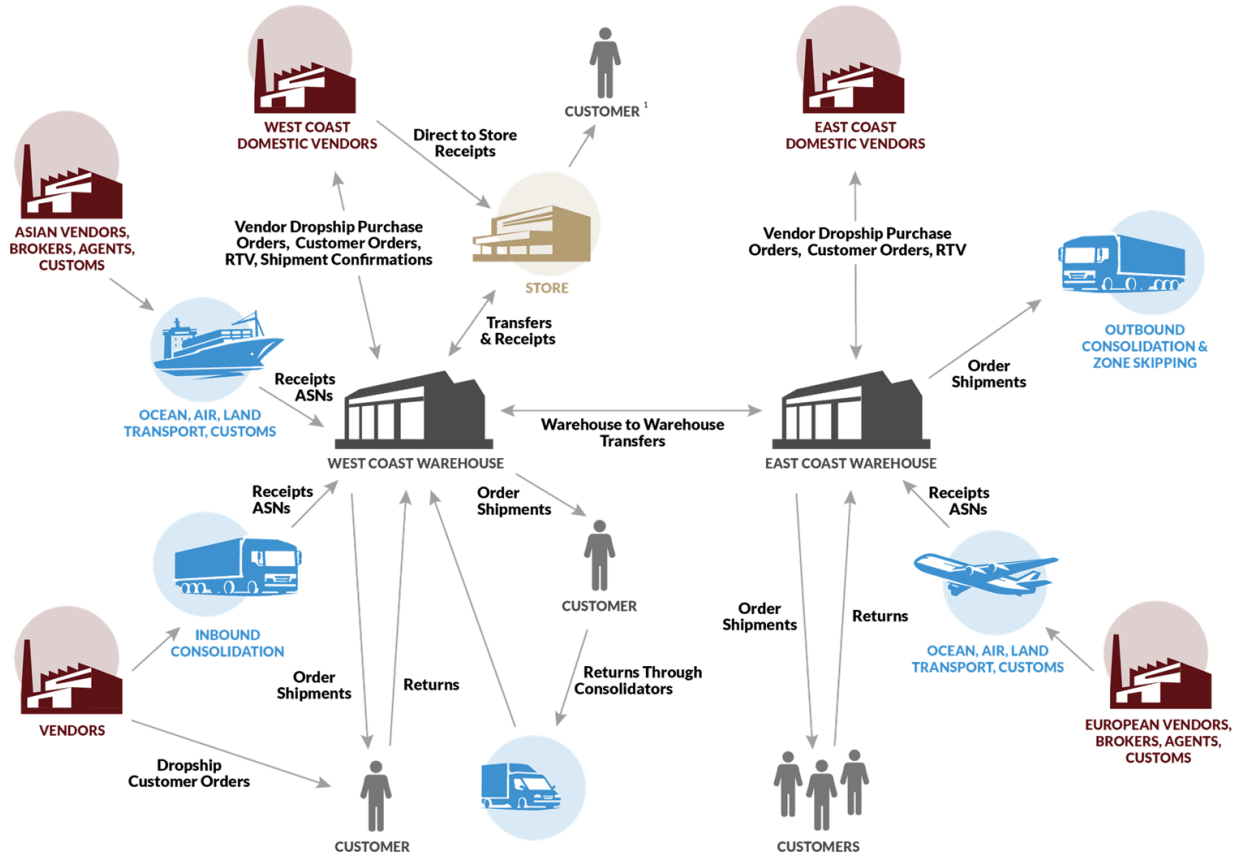 CUSTOMER 1
WEST COAST
DOMESTIC VENDORS
EAST COAST
DOMESTIC VENDORS
Direct to Store
Receipts
ASIAN VENDORS,
BROKERS, AGENTS,
CUSTOMS
Vendor Dropship Purchase
Orders, Customer Orders,
RTV, Shipment Confirmations
Vendor Dropship Purchase
Orders, Customer Orders, RTV
STORE
Transfers
& Receipts
OUTBOUND
CONSOLIDATION &
ZONE SKIPPING
Order
Shipments
Receipts
ASNs
OCEAN, AIR, LAND
TRANSPORT, CUSTOMS
Warehouse to Warehouse
Transfers
WEST COAST WAREHOUSE
EAST COAST WAREHOUSE
Receipts
ASNs
Order
Shipments
Receipts
ASNs
CUSTOMER
INBOUND
CONSOLIDATION
Order
Shipments
Returns
OCEAN, AIR, LAND
TRANSPORT, CUSTOMS
Order
Shipments
Returns
Returns Through
Consolidators
VENDORS
EUROPEAN VENDORS,
BROKERS, AGENTS,
CUSTOMS
Dropship
Customer Orders
CUSTOMER
CUSTOMERS